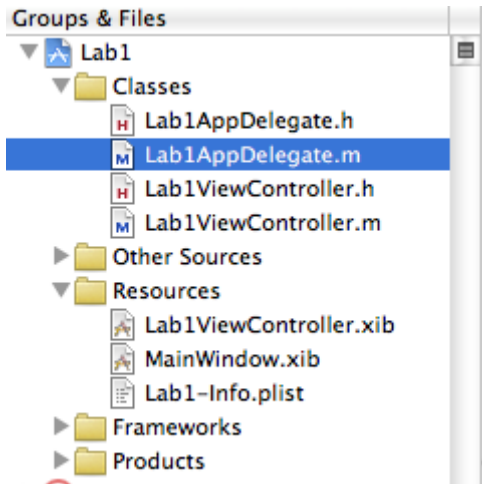 Groups & Files
Lab1
Classes
Lab1AppDelegate.h
Lab1AppDelegate.m
Lab1ViewController.h
Lab1ViewController.m
Other Sources
Resources
Lab1ViewController.xib
MainWindow.xib
Lab1-Info.plist
Frameworks
Products